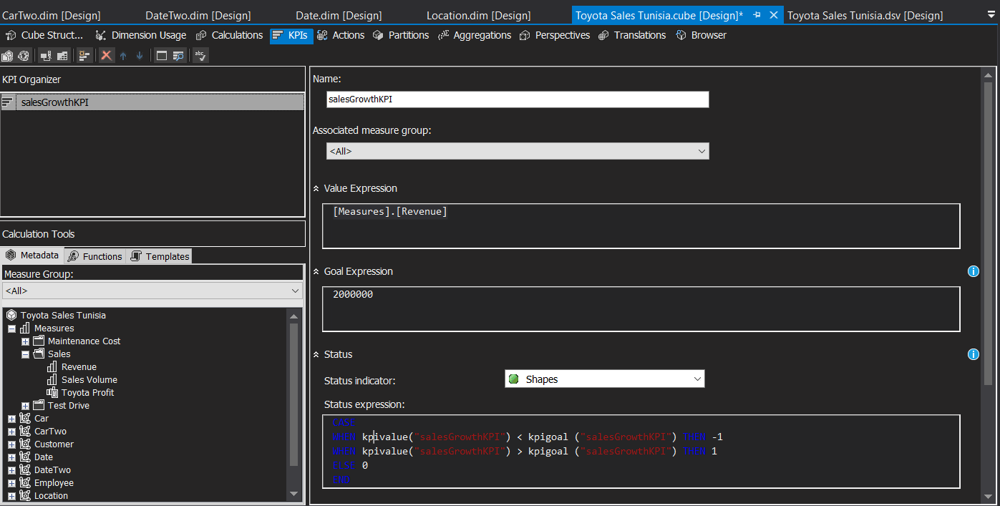 CarTwo.dim [Design]
DateTwo.dim [Design]
Date.dim [Design]
Location.dim [Design]
Toyota Sales Tunisia.cube [Design]*
Toyota Sales Tunisia.dsv [Design]
Cube Struct...
Dimension Usage
Calculations
KPIs
Actions
Partitions
Aggregations
Perspectives
Translations
Browser
abc
KPI Organizer
salesGrowthKPI
Calculation Tools
Metadata
Functions
Templates
Measure Group:
<All>
Toyota Sales Tunisia
Measures
Maintenance Cost
Sales
Revenue
Sales Volume
Toyota Profit
Test Drive
Car
CarTwo
Customer
Date
DateTwo
Employee
Location
Name:
salesGrowthKPI
Associated measure group:
<All>
Value Expression
[Measures].[Revenue]
Goal Expression
2000000
Status
Status indicator:
Shapes
Status expression:
CASE
WHEN kpivalue("salesGrowthKPI") < kpigoal ("salesGrowthKPI") THEN -1
WHEN kpivalue("salesGrowthKPI") > kpigoal ("salesGrowthKPI") THEN 1
ELSE 0
END